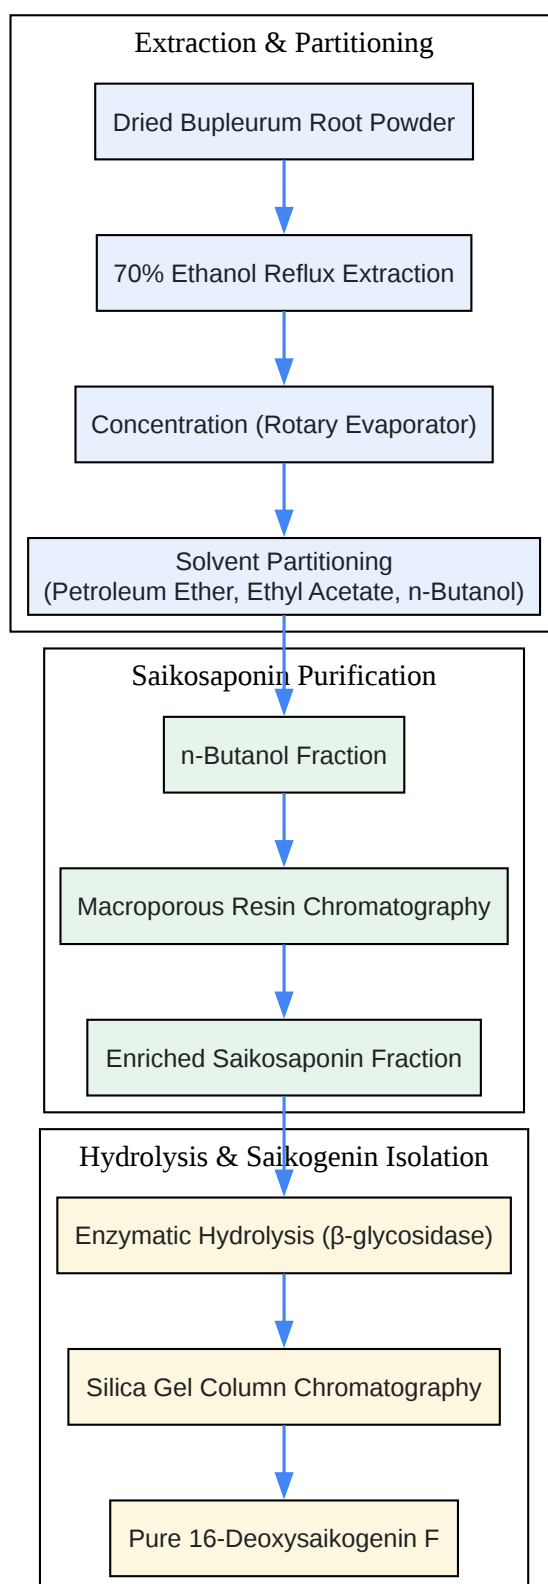 Extraction & Partitioning
Dried Bupleurum Root Powder
70% Ethanol Reflux Extraction
Concentration (Rotary Evaporator)
Solvent Partitioning
(Petroleum Ether, Ethyl Acetate, n-Butanol)
Saikosaponin Purification
n-Butanol Fraction
Macroporous Resin Chromatography
Enriched Saikosaponin Fraction
Hydrolysis & Saikogenin Isolation
Enzymatic Hydrolysis (β-glycosidase)
Silica Gel Column Chromatography
Pure 16-Deoxysaikogenin F